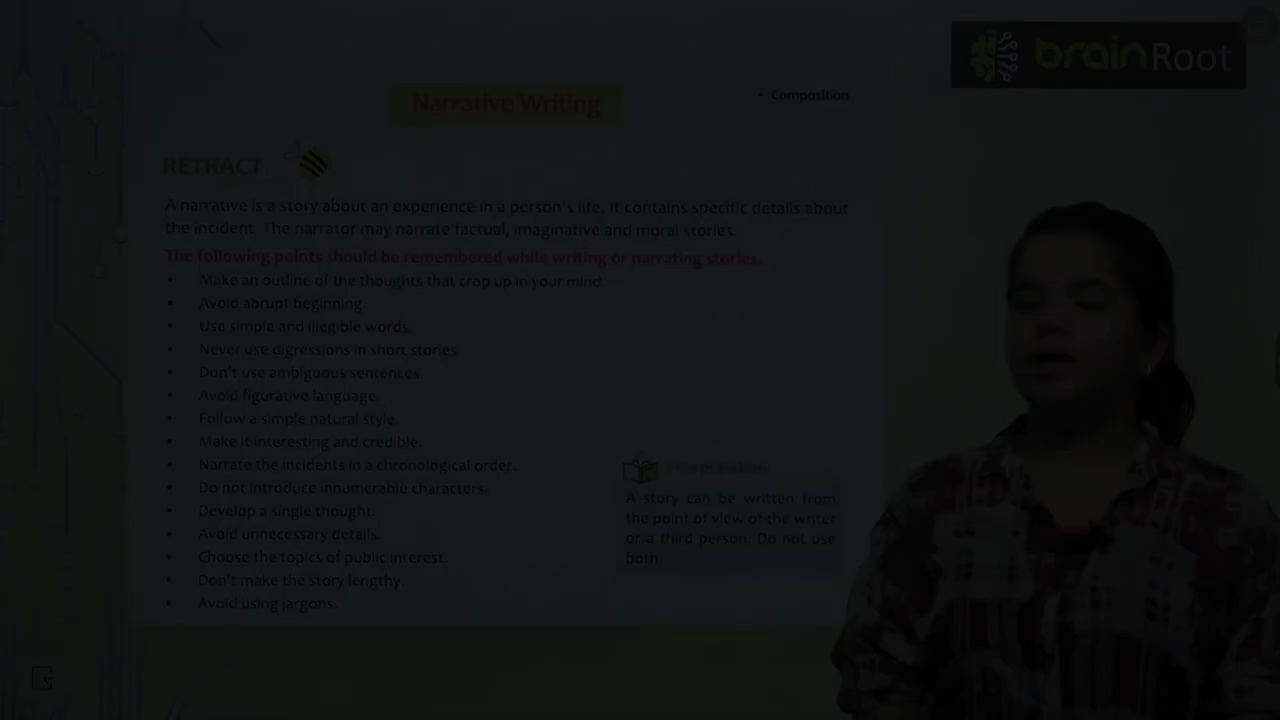 brainRoot
• Composition
Narrative Writing
RETRACT
A narrative is a story about an experience in a person's life. It contains specific details about
the incident. The narrator may narrate factual, imaginative and moral stories.
The following points should be remembered while writing or narrating stories.
• Make an outline of the thoughts that crop up in your mind.
• Avoid abrupt beginning.
• Use simple and illegible words.
• Never use digressions in short stories.
• Don't use ambiguous sentences.
• Avoid figurative language.
• Follow a simple natural style.
• Make it interesting and credible.
• Narrate the incidents in a chronological order.
• Do not introduce innumerable characters.
• Develop a single thought.
• Avoid unnecessary details.
• Choose the topics of public interest.
• Don't make the story lengthy.
• Avoid using jargons.
A story can be written from
the point of view of the writer
or a third person. Do not use
both.